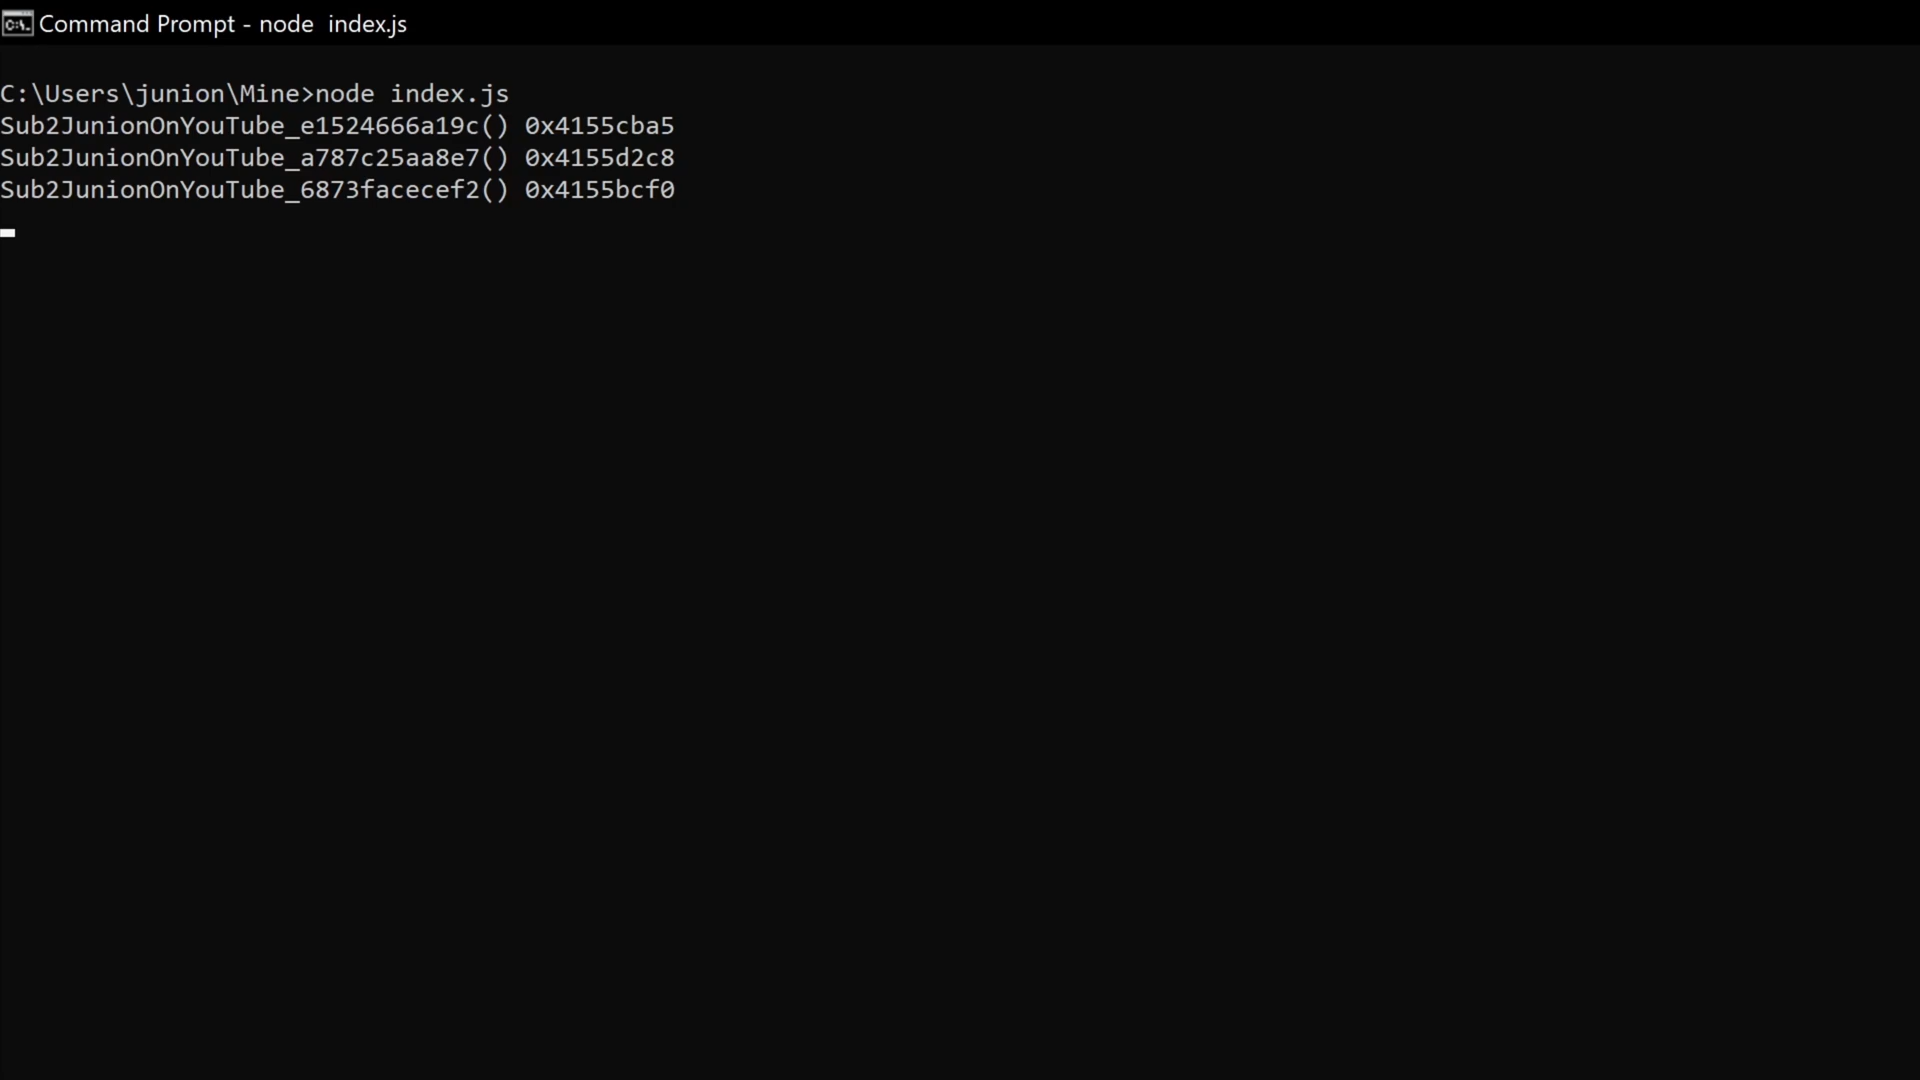 Command Prompt - node  index.js
C:\Users\junion\Mine>node index.js
Sub2JunionOnYouTube_e1524666a19c() 0x4155cba5
Sub2JunionOnYouTube_a787c25aa8e7() 0x4155d2c8
Sub2JunionOnYouTube_6873facecef2() 0x4155bcf0